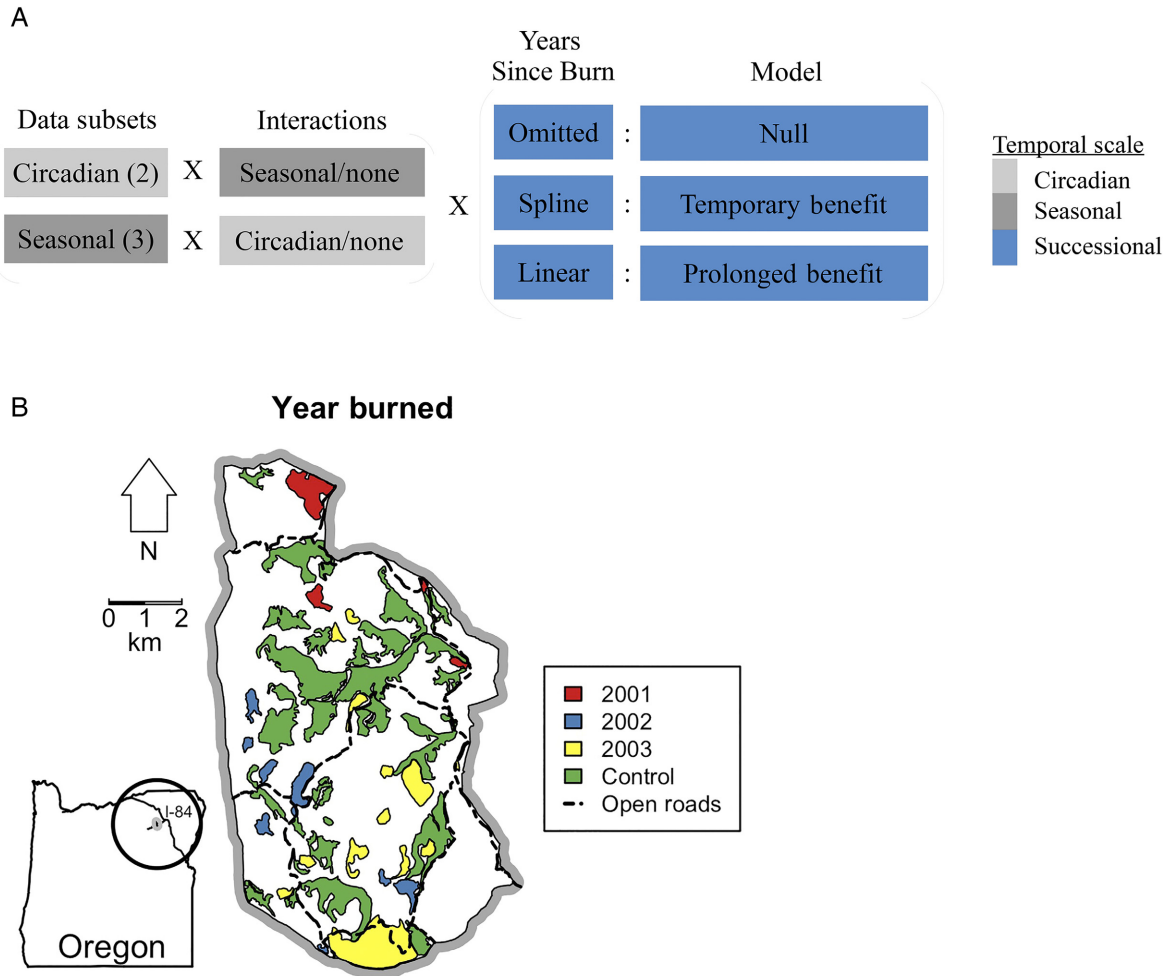 A
Years
Since Burn
Model
Data subsets
Interactions
Omitted : Null
Circadian (2) X Seasonal/none
X
Spline : Temporary benefit
Seasonal (3) X Circadian/none
Linear : Prolonged benefit
Temporal scale
Circadian
Seasonal
Successional
B
Year burned
N
0 1 2
km
2001
2002
2003
Control
Open roads
I-84
Oregon